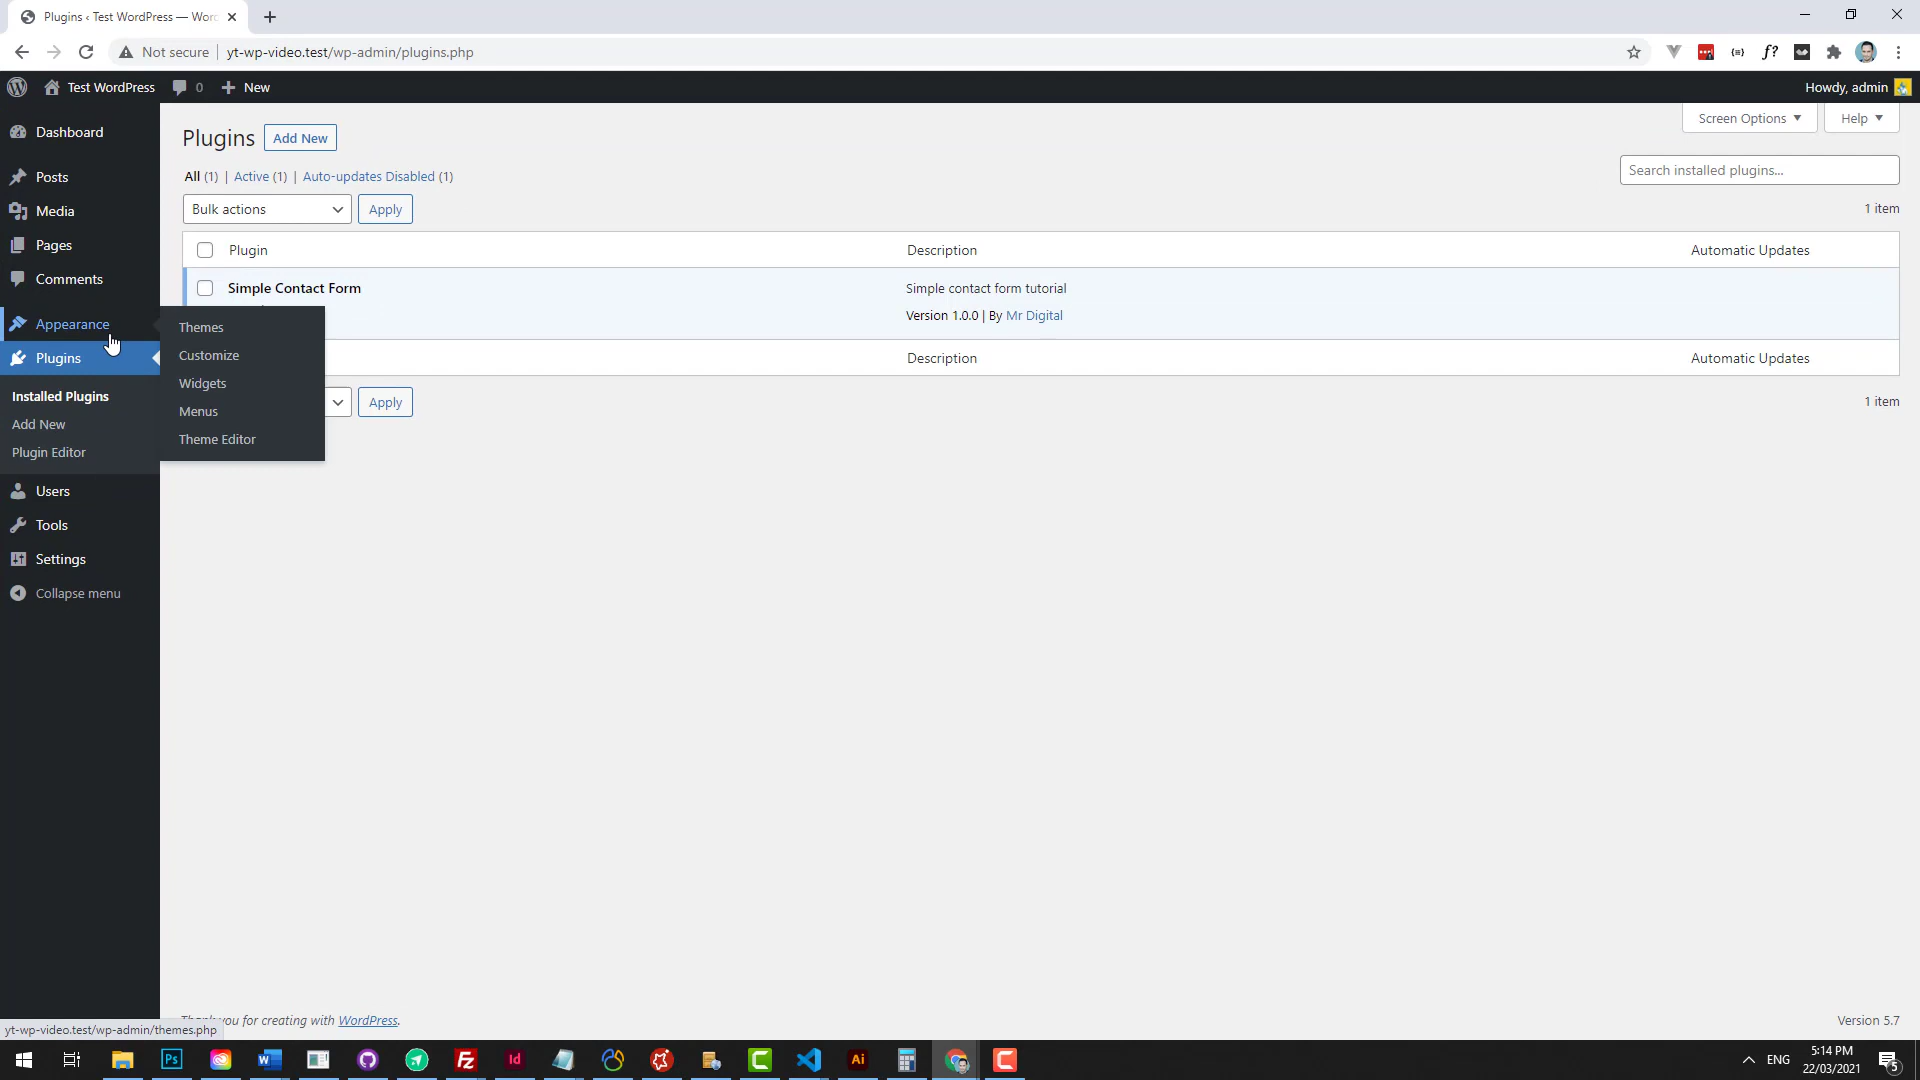 Plugins ‹ Test WordPress — Wor
Not secure
yt-wp-video.test/wp-admin/plugins.php
f?
Test WordPress
0
New
Howdy, admin
Dashboard
Posts
Media
Pages
Comments
Appearance
Plugins
Installed Plugins
Add New
Plugin Editor
Users
Tools
Settings
Collapse menu
Themes
Customize
Widgets
Menus
Theme Editor
Plugins
Add New
Screen Options
Help
All (1) | Active (1) | Auto-updates Disabled (1)
Search installed plugins...
Bulk actions
Apply
1 item
Plugin
Description
Automatic Updates
Simple Contact Form
Simple contact form tutorial
Version 1.0.0 | By Mr Digital
Description
Automatic Updates
Apply
1 item
you for creating with WordPress.
Version 5.7
yt-wp-video.test/wp-admin/themes.php
Ps
W
Fz
Id
Ai
C
C
ENG
5:14 PM
22/03/2021
5